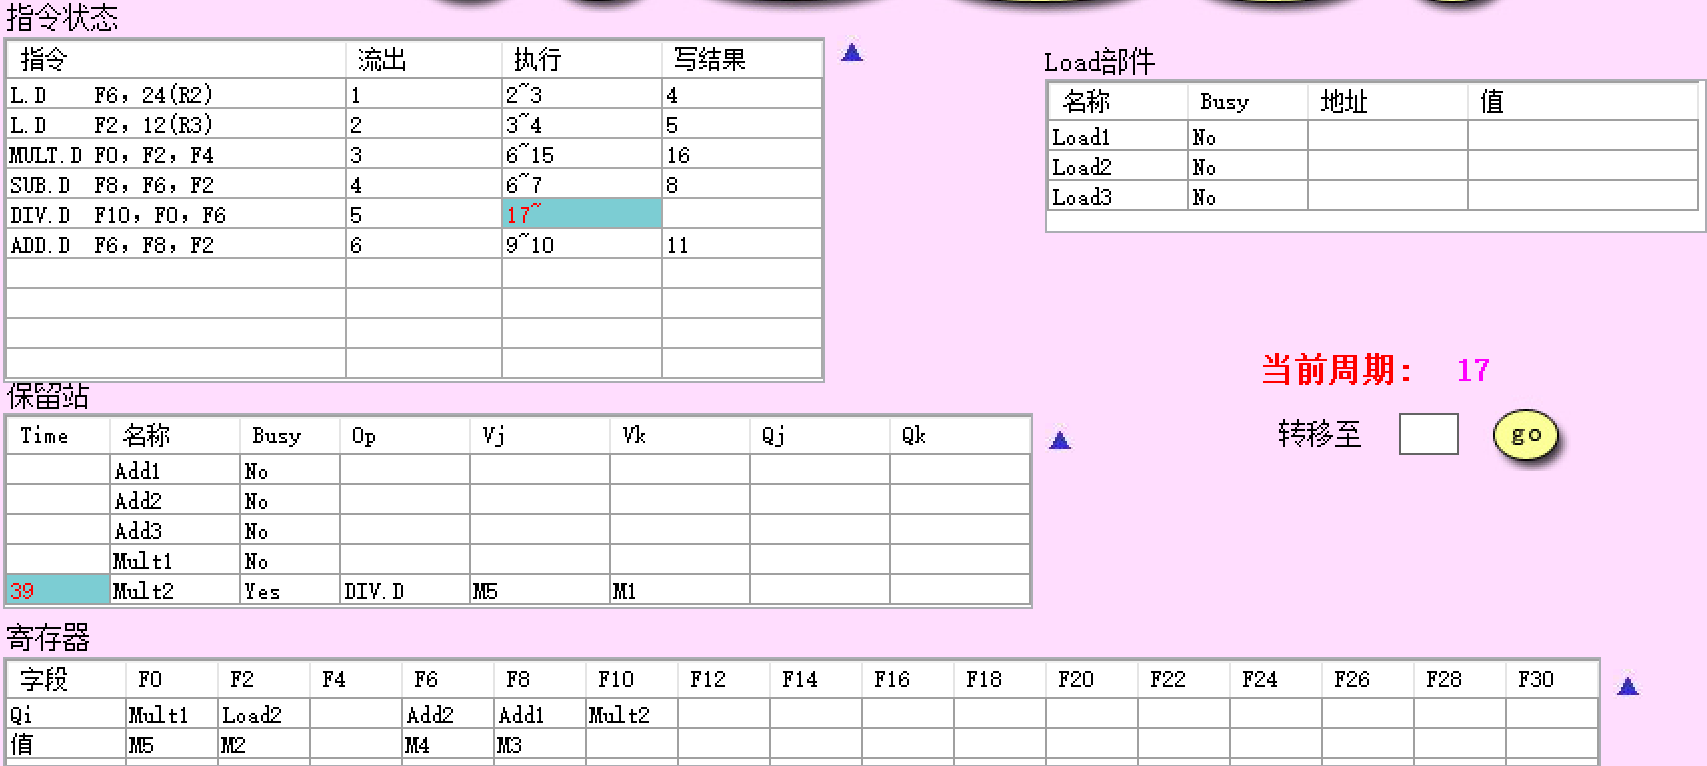 指令状态
指令 流出 执行 写结果
L.D F6, 24(R2) 1 2~3 4
L.D F2, 12(R3) 2 3~4 5
MULT.D F0, F2, F4 3 6~15 16
SUB.D F8, F6, F2 4 6~7 8
DIV.D F10, F0, F6 5 17~
ADD.D F6, F8, F2 6 9~10 11
Load部件
名称 Busy 地址 值
Load1 No
Load2 No
Load3 No
当前周期: 17
转移至 go
保留站
Time 名称 Busy Op Vj Vk Qj Qk
Add1 No
Add2 No
Add3 No
Mult1 No
39 Mult2 Yes DIV.D M5 M1
寄存器
字段 F0 F2 F4 F6 F8 F10 F12 F14 F16 F18 F20 F22 F24 F26 F28 F30
Qi Mult1 Load2 Add2 Add1 Mult2
值 M5 M2 M4 M3